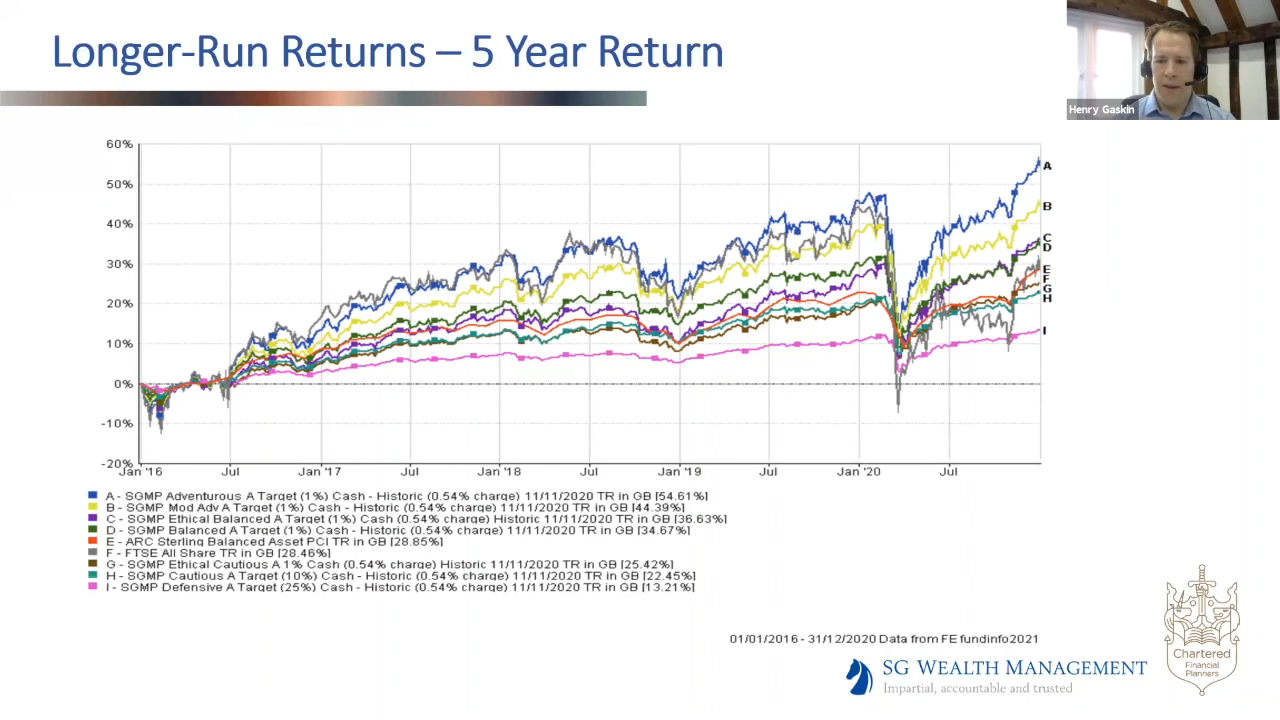 Longer-Run Returns – 5 Year Return
Henry Gaskin
60%
50%
40%
30%
20%
10%
0%
-10%
-20%
A
B
C
D
E
F
G
H
I
Jan '16 Jul Jan '17 Jul Jan '18 Jul Jan '19 Jul Jan '20 Jul
A - SGMP Adventurous A Target (1%) Cash - Historic (0.54% charge) 11/11/2020 TR in GB [54.61%]
B - SGMP Mod Adv A Target (1%) Cash - Historic (0.54% charge) 11/11/2020 TR in GB [44.39%]
C - SGMP Ethical Balanced A Target (1%) Cash (0.54% charge) Historic 11/11/2020 TR in GB [36.63%]
D - SGMP Balanced A Target (1%) Cash - Historic (0.54% charge) 11/11/2020 TR in GB [34.67%]
E - ARC Sterling Balanced Asset PCI TR in GB [28.85%]
F - FTSE All Share TR in GB [28.46%]
G - SGMP Ethical Cautious A 1% Cash (0.54% charge) Historic 11/11/2020 TR in GB [25.42%]
H - SGMP Cautious A Target (10%) Cash - Historic (0.54% charge) 11/11/2020 TR in GB [22.45%]
I - SGMP Defensive A Target (25%) Cash - Historic (0.54% charge) 11/11/2020 TR in GB [13.21%]
01/01/2016 - 31/12/2020 Data from FE fundinfo2021
SG Wealth Management
Impartial, accountable and trusted
Chartered
Financial
Planners